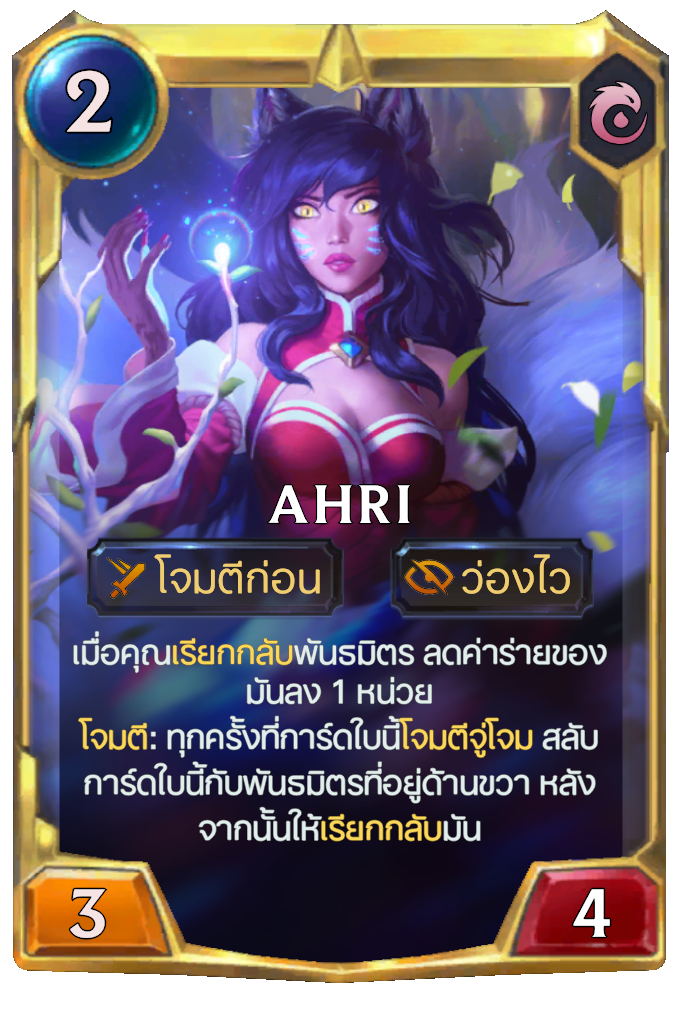 2
AHRI
โจมตีก่อน
ว่องไว
เมื่อคุณเรียกกลับพันธมิตร ลดค่าร่ายของ
มันลง 1 หน่วย
โจมตี: ทุกครั้งที่การ์ดใบนี้โจมตีจู่โจม สลับ
การ์ดใบนี้กับพันธมิตรที่อยู่ด้านขวา หลัง
จากนั้นให้เรียกกลับมัน
3
4